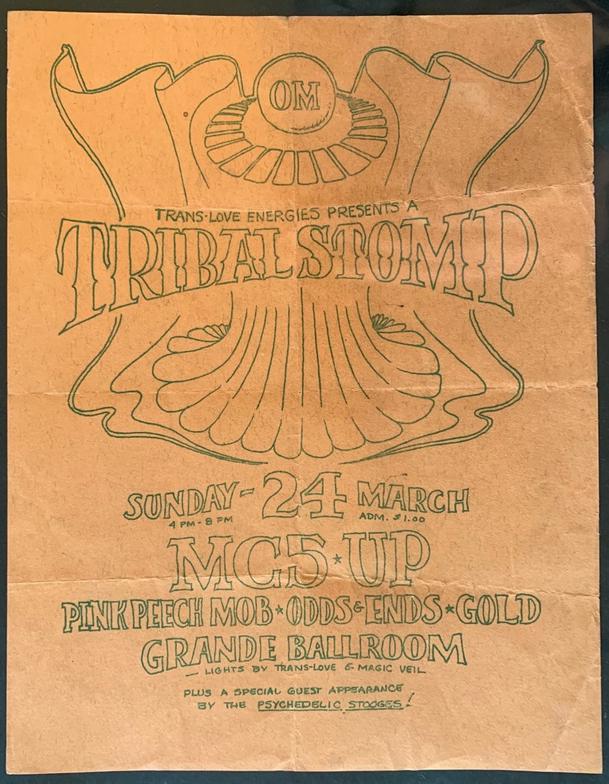 OM
TRANS-LOVE ENERGIES PRESENTS A
TRIBAL STOMP
SUNDAY - 24 MARCH
4 PM - 8 PM ADM. $1.00
MC5 * UP
PINK PEECH MOB * ODDS & ENDS * GOLD
GRANDE BALLROOM
— LIGHTS BY TRANS-LOVE & MAGIC VEIL
PLUS A SPECIAL GUEST APPEARANCE
BY THE PSYCHEDELIC STOOGES!